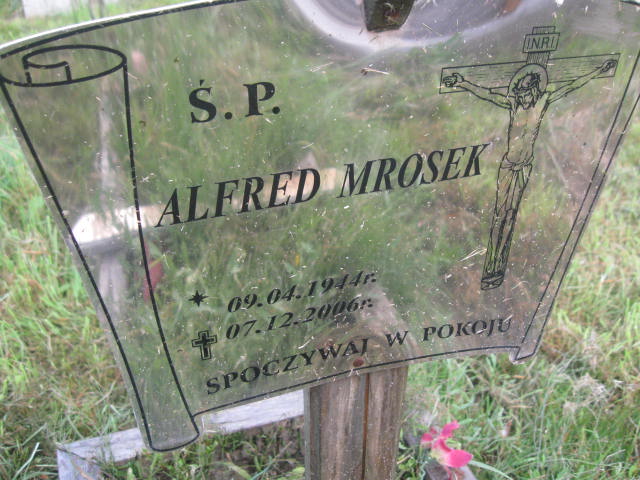 INRI
Ś.P.
ALFRED MROSEK
09.04.1944r.
07.12.2006r.
SPOCZYWAJ W POKOJU